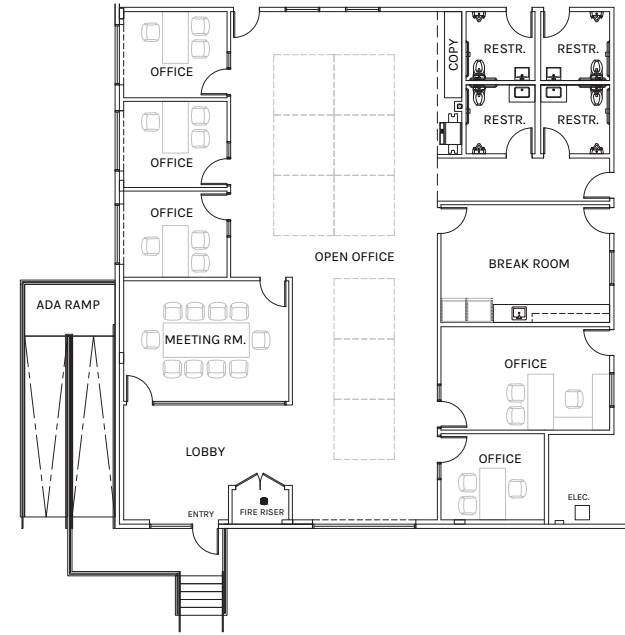 COPY
RESTR.
RESTR.
OFFICE
RESTR.
RESTR.
OFFICE
OFFICE
OPEN OFFICE
BREAK ROOM
ADA RAMP
MEETING RM.
OFFICE
LOBBY
OFFICE
ELEC.
ENTRY
FIRE RISER